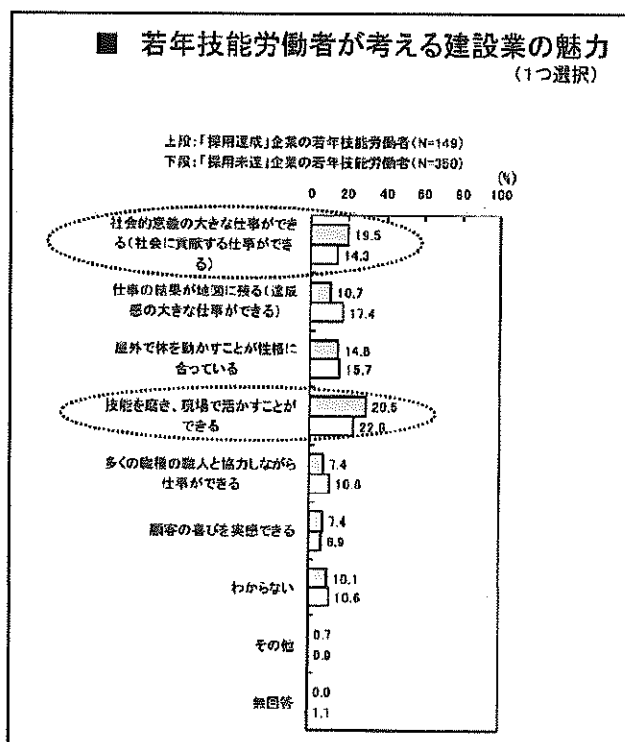 ■ 若年技能労働者が考える建設業の魅力
(1つ選択)
上段:「採用達成」企業の若年技能労働者(N=149)
下段:「採用未達」企業の若年技能労働者(N=350)
(%)
0 20 40 60 80 100
社会的意義の大きな仕事ができ
る(社会に貢献する仕事ができ
る)
19.5
14.3
仕事の結果が地図に残る(達成
感の大きな仕事ができる)
10.7
17.4
屋外で体を動かすことが性格に
合っている
14.8
15.7
技能を磨き、現場で活かすことが
できる
29.5
多くの職種の職人と協力しながら
仕事ができる
7.4
顧客の喜びを実感できる
7.4
6.9
わからない
10.1
10.6
その他
0.7
0.9
無回答
0.0
1.1